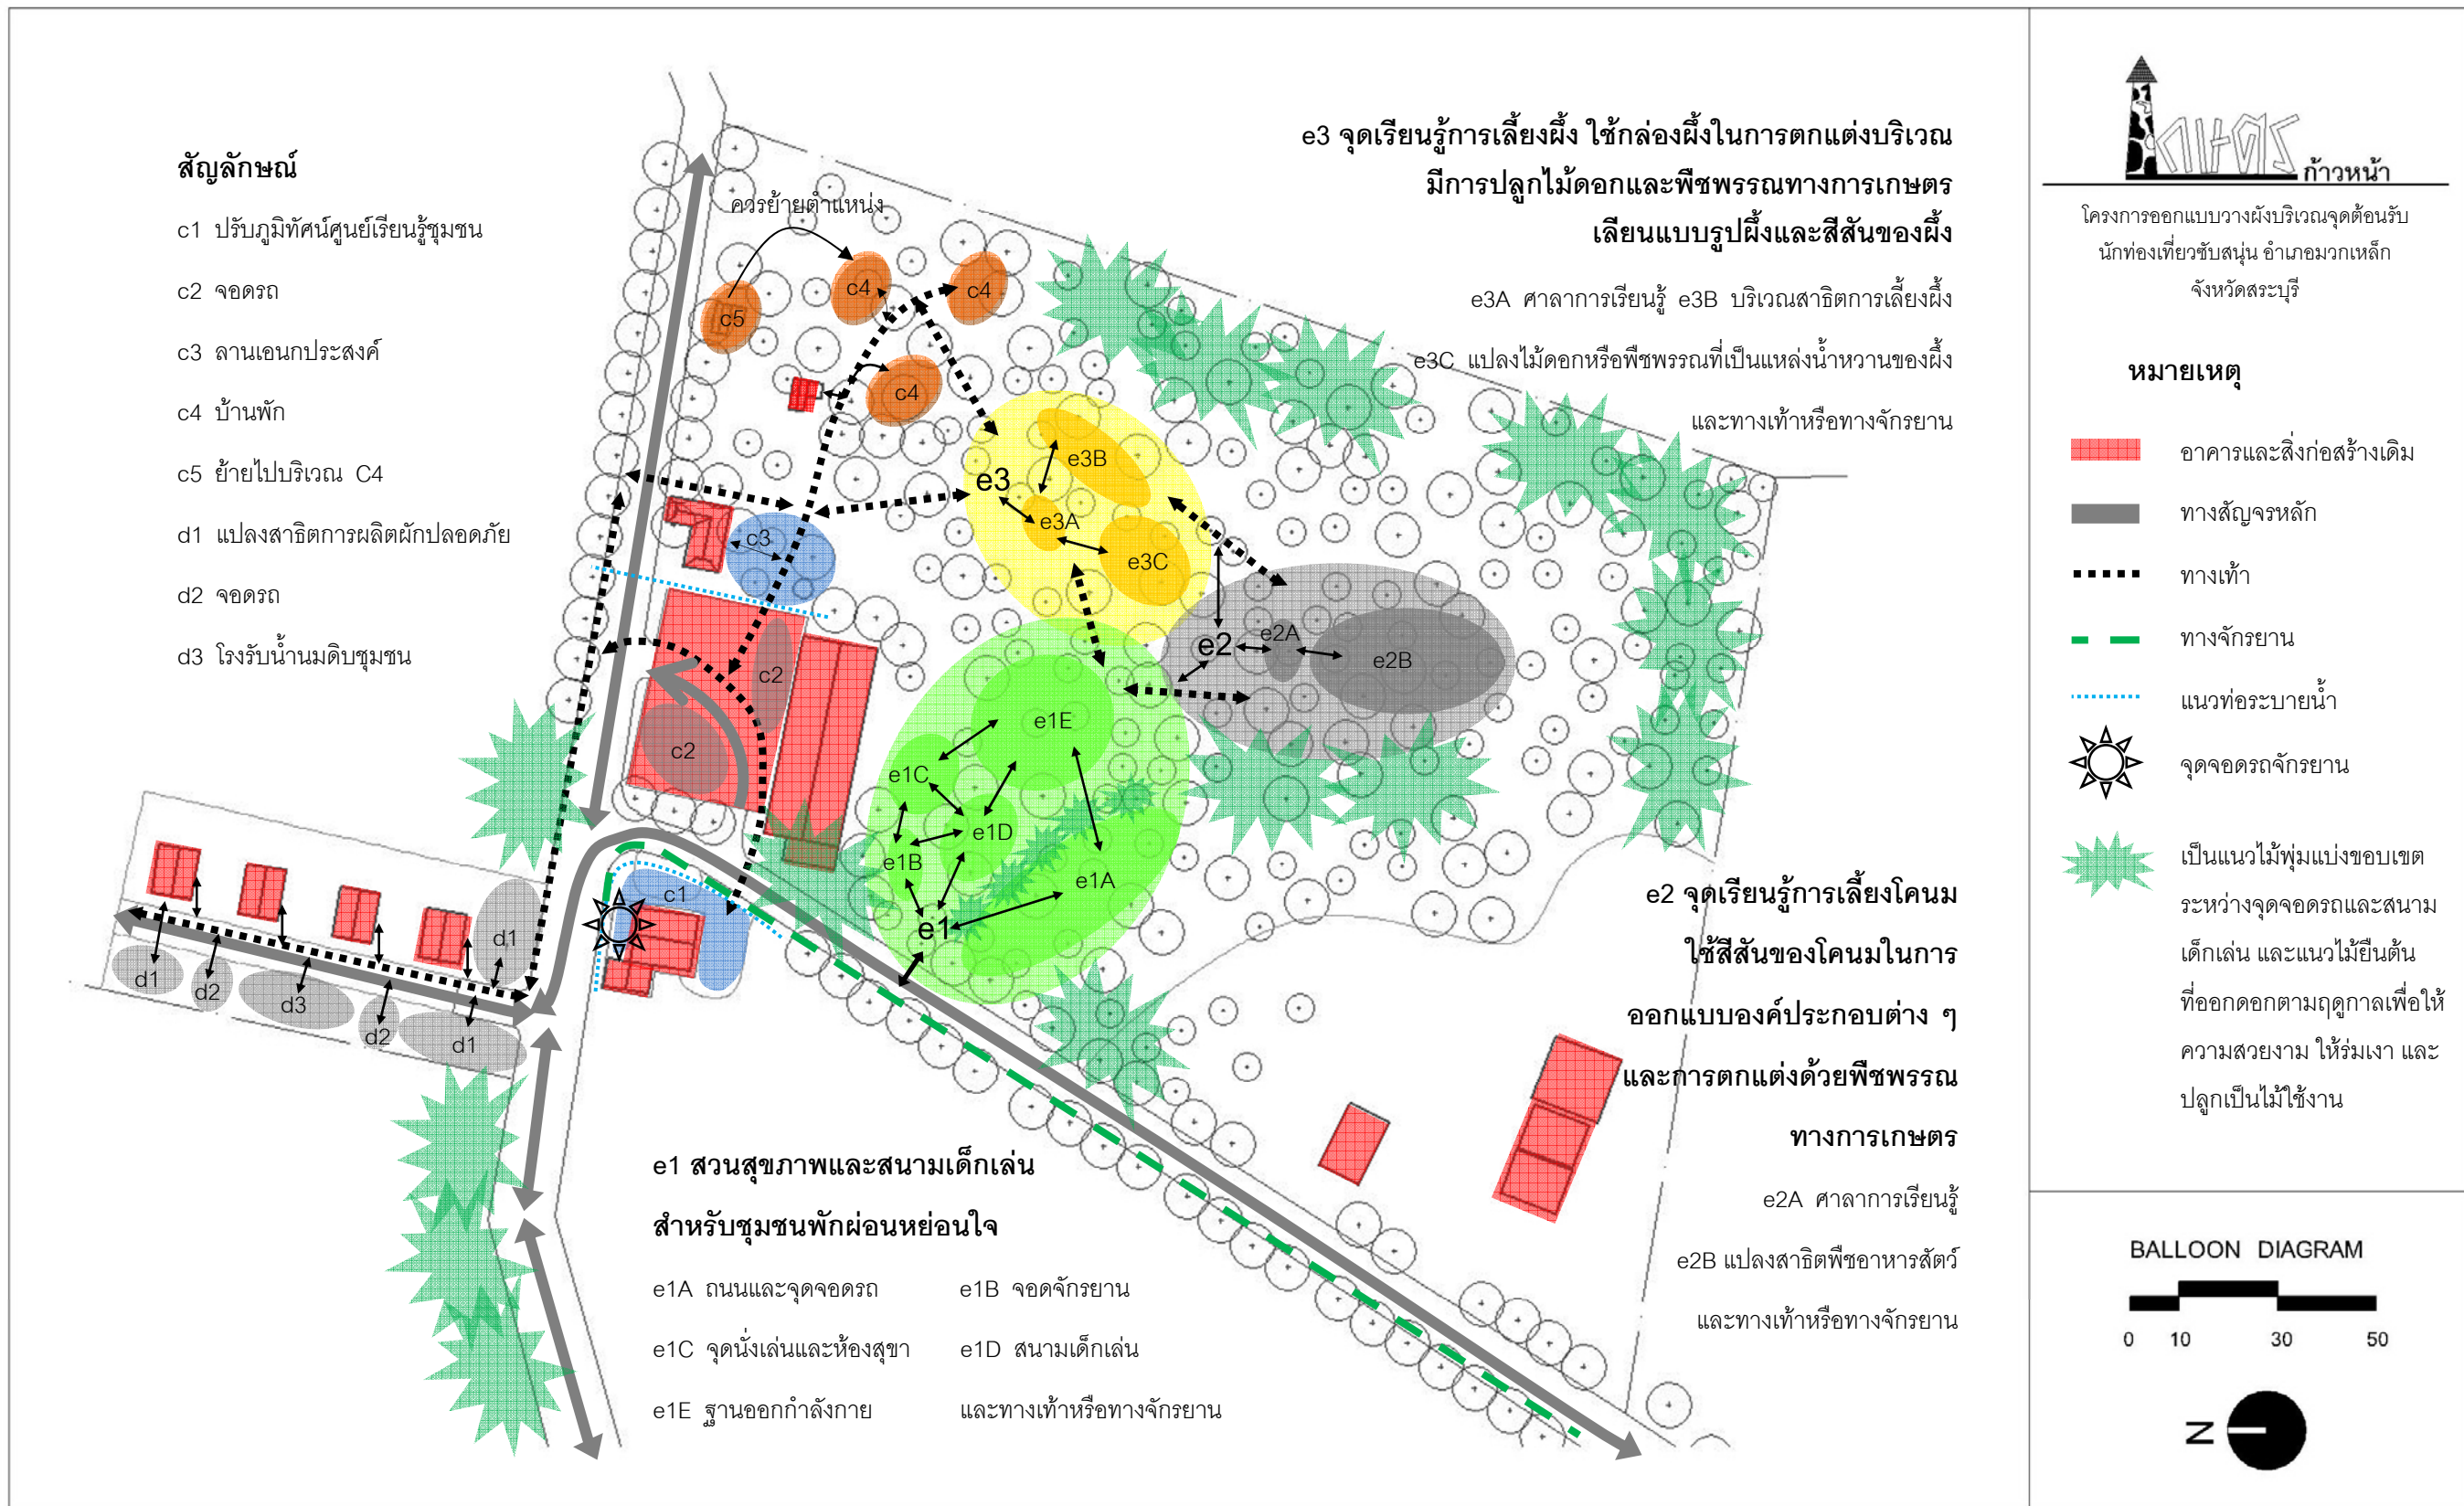 สัญลักษณ์
c1 ปรับภูมิทัศน์ศูนย์เรียนรู้ชุมชน
c2 จอดรถ
c3 ลานเอนกประสงค์
c4 บ้านพัก
c5 ย้ายไปบริเวณ C4
d1 แปลงสาธิตการผลิตผักปลอดภัย
d2 จอดรถ
d3 โรงรับน้ำนมดิบชุมชน
ควรย้ายตำแหน่ง
c5
c4
c4
c4
c3
c2
c2
c1
d1
d1
d2
d3
d2
d1
e3
e3B
e3A
e3C
e2
e2A
e2B
e1E
e1C
e1D
e1B
e1A
e1
e3 จุดเรียนรู้การเลี้ยงผึ้ง ใช้กล่องผึ้งในการตกแต่งบริเวณ
มีการปลูกไม้ดอกและพืชพรรณทางการเกษตร
เลียนแบบรูปผึ้งและสีสันของผึ้ง
e3A ศาลาการเรียนรู้ e3B บริเวณสาธิตการเลี้ยงผึ้ง
e3C แปลงไม้ดอกหรือพืชพรรณที่เป็นแหล่งน้ำหวานของผึ้ง
และทางเท้าหรือทางจักรยาน
e2 จุดเรียนรู้การเลี้ยงโคนม
ใช้สีสันของโคนมในการ
ออกแบบองค์ประกอบต่าง ๆ
และการตกแต่งด้วยพืชพรรณ
ทางการเกษตร
e2A ศาลาการเรียนรู้
e2B แปลงสาธิตพืชอาหารสัตว์
และทางเท้าหรือทางจักรยาน
e1 สวนสุขภาพและสนามเด็กเล่น
สำหรับชุมชนพักผ่อนหย่อนใจ
e1A ถนนและจุดจอดรถ e1B จอดจักรยาน
e1C จุดนั่งเล่นและห้องสุขา e1D สนามเด็กเล่น
e1E ฐานออกกำลังกาย และทางเท้าหรือทางจักรยาน
เกษตร ก้าวหน้า
โครงการออกแบบวางผังบริเวณจุดต้อนรับ
นักท่องเที่ยวซับสนุ่น อำเภอมวกเหล็ก
จังหวัดสระบุรี
หมายเหตุ
อาคารและสิ่งก่อสร้างเดิม
ทางสัญจรหลัก
ทางเท้า
ทางจักรยาน
แนวท่อระบายน้ำ
จุดจอดรถจักรยาน
เป็นแนวไม้พุ่มแบ่งขอบเขต
ระหว่างจุดจอดรถและสนาม
เด็กเล่น และแนวไม้ยืนต้น
ที่ออกดอกตามฤดูกาลเพื่อให้
ความสวยงาม ให้ร่มเงา และ
ปลูกเป็นไม้ใช้งาน
BALLOON DIAGRAM
0 10 30 50
N